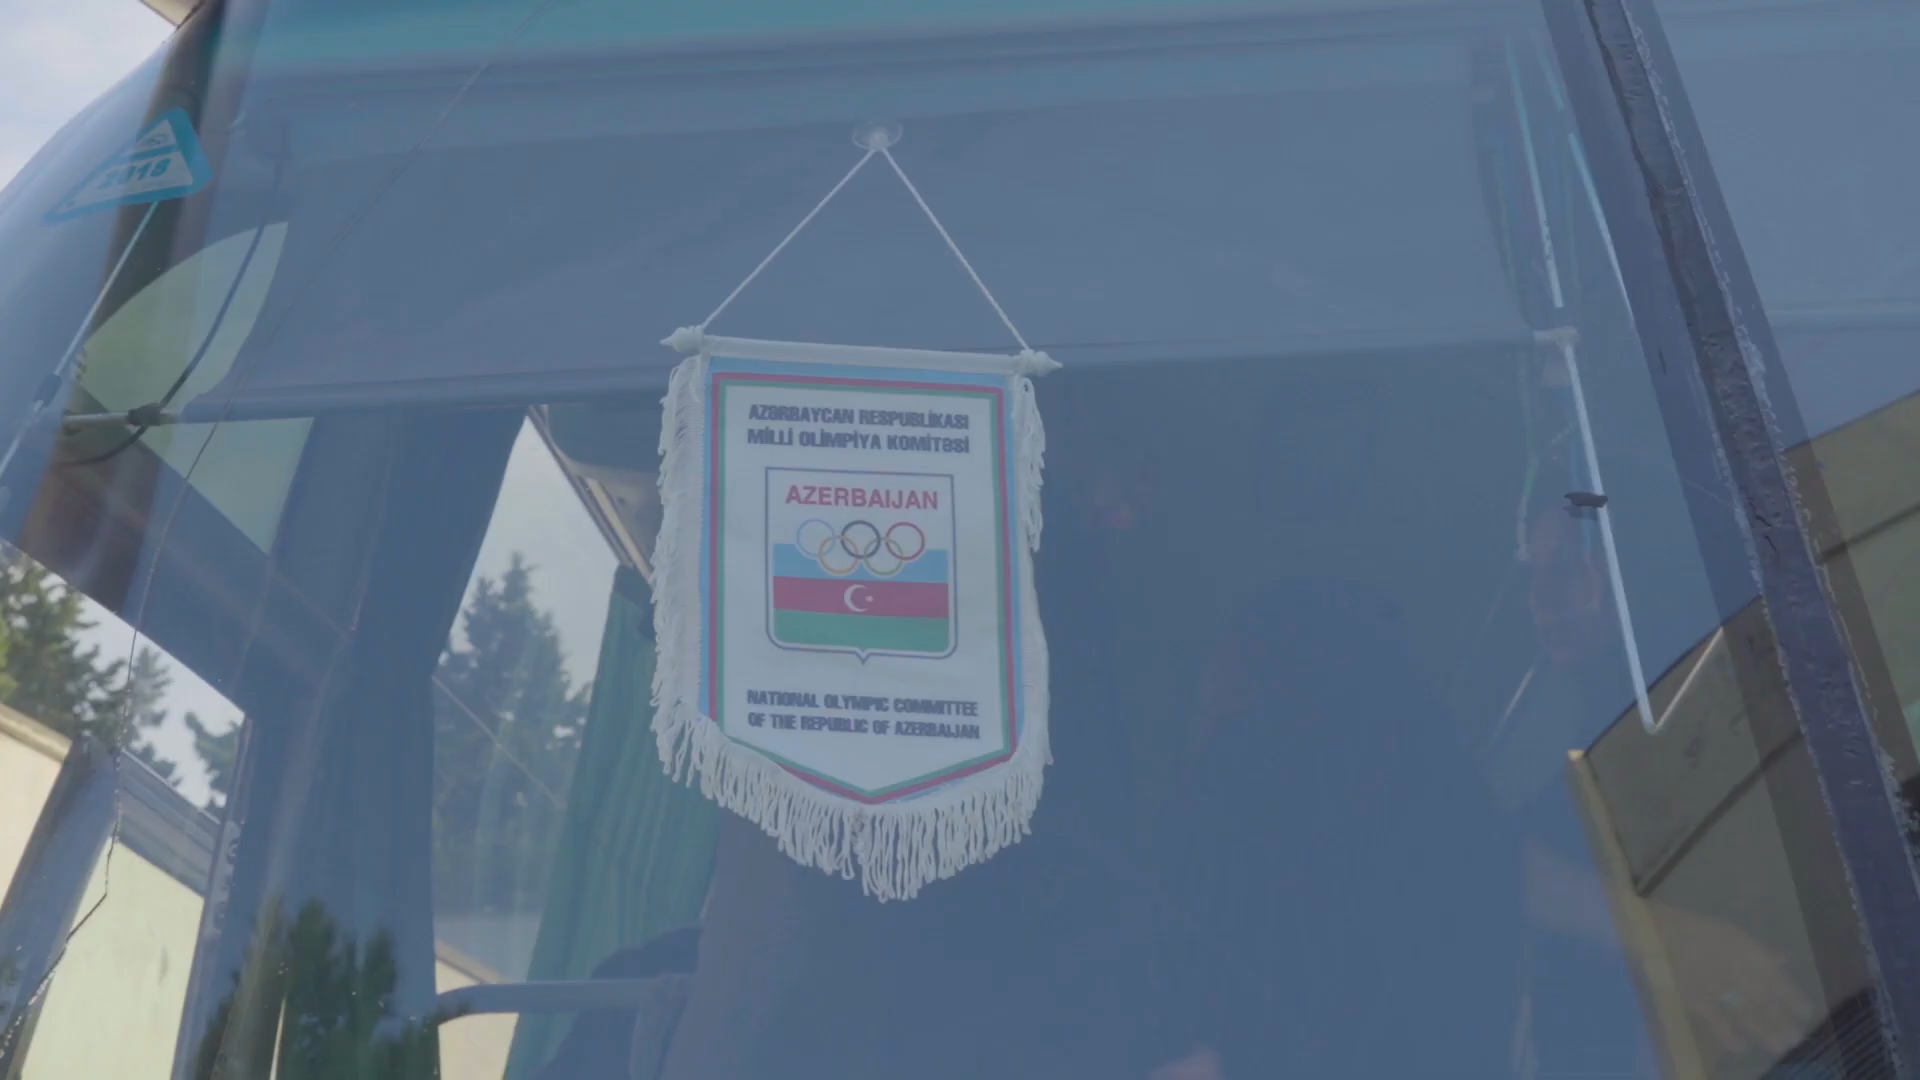 2018
AZƏRBAYCAN RESPUBLİKASI
MİLLİ OLİMPİYA KOMİTƏSİ
AZERBAIJAN
NATIONAL OLYMPIC COMMITTEE
OF THE REPUBLIC OF AZERBAIJAN